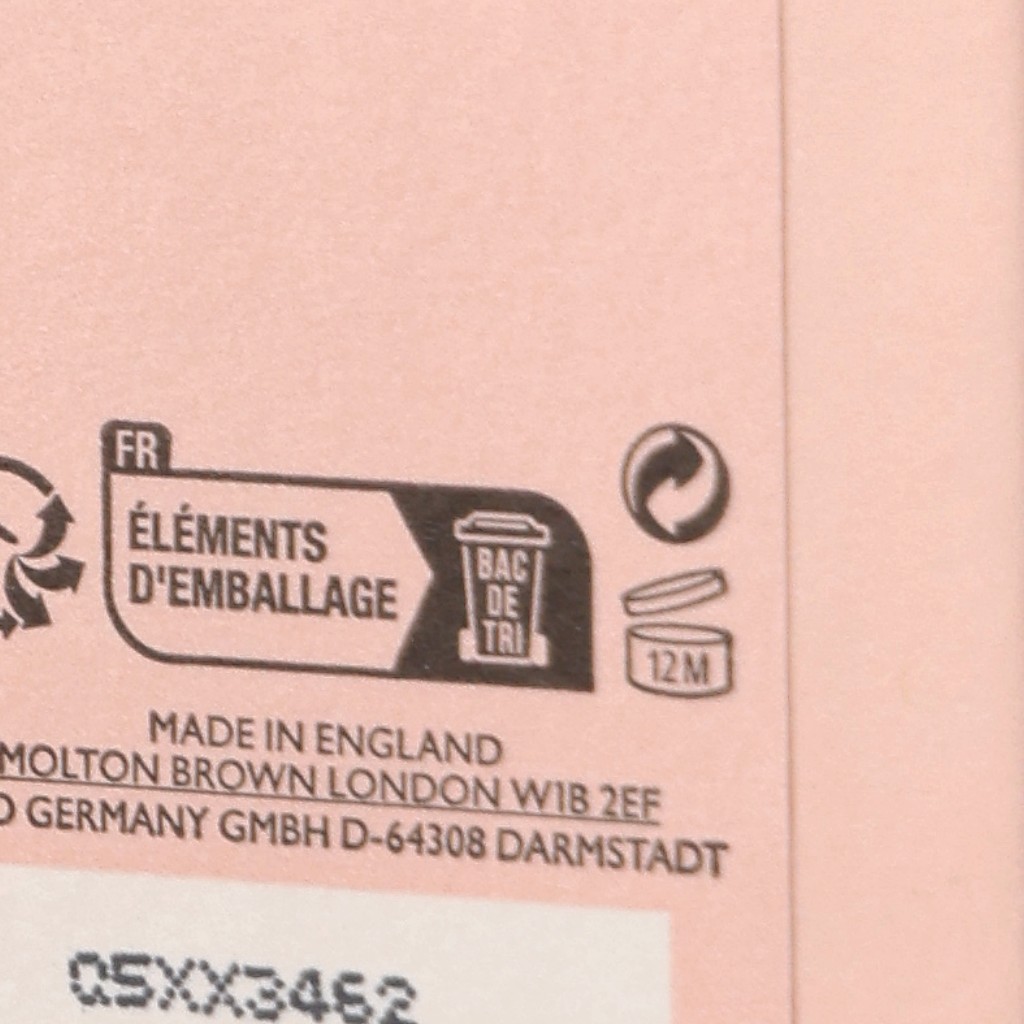 FR
ÉLÉMENTS
D'EMBALLAGE
BAC
DE
TRI
12 M
MADE IN ENGLAND
MOLTON BROWN LONDON W1B 2EF
GERMANY GMBH D-64308 DARMSTADT
Q5XX3462